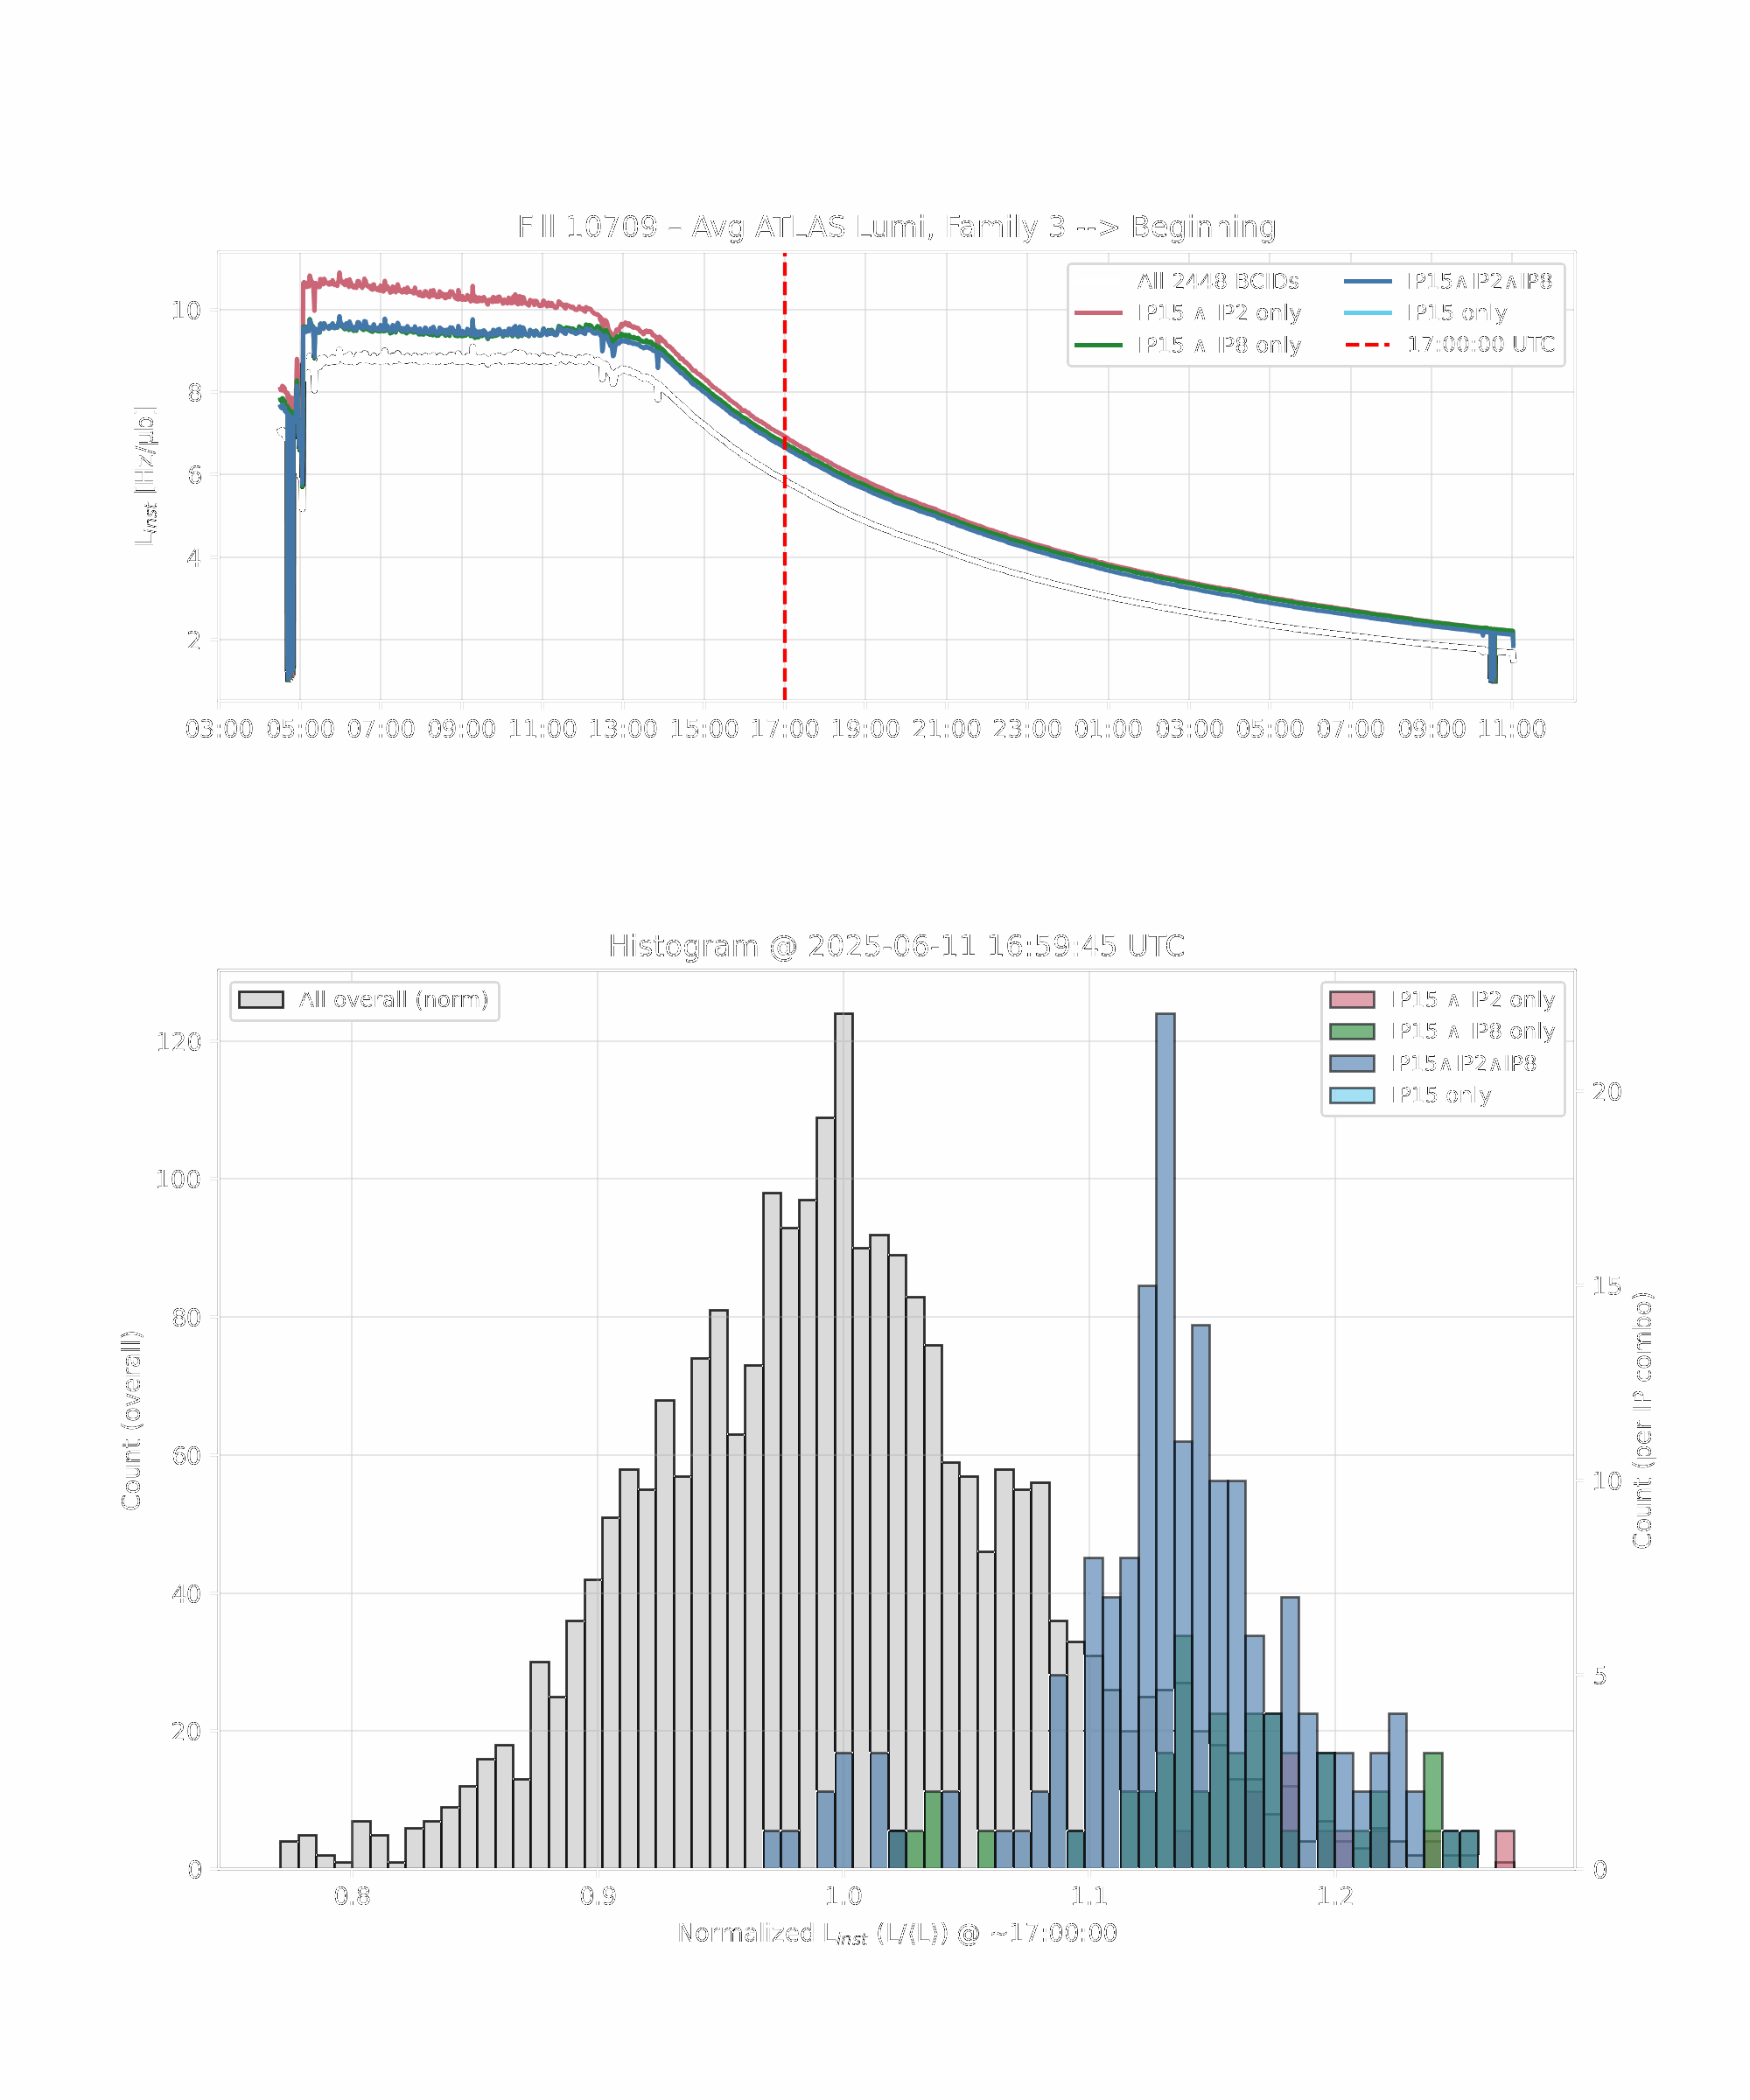 Fill 10709 – Avg ATLAS Lumi, Family 3 --> Beginning
All 2448 BCIDs
IP15 ∧ IP2 only
IP15 ∧ IP8 only
IP15∧IP2∧IP8
IP15 only
17:00:00 UTC
L_inst [Hz/μb]
10
8
6
4
2
03:00 05:00 07:00 09:00 11:00 13:00 15:00 17:00 19:00 21:00 23:00 01:00 03:00 05:00 07:00 09:00 11:00
Histogram @ 2025-06-11 16:59:45 UTC
All overall (norm)
IP15 ∧ IP2 only
IP15 ∧ IP8 only
IP15∧IP2∧IP8
IP15 only
Count (overall)
120
100
80
60
40
20
0
Count (per IP combo)
20
15
10
5
0
0.8 0.9 1.0 1.1 1.2
Normalized L_inst (L/⟨L⟩) @ ~17:00:00